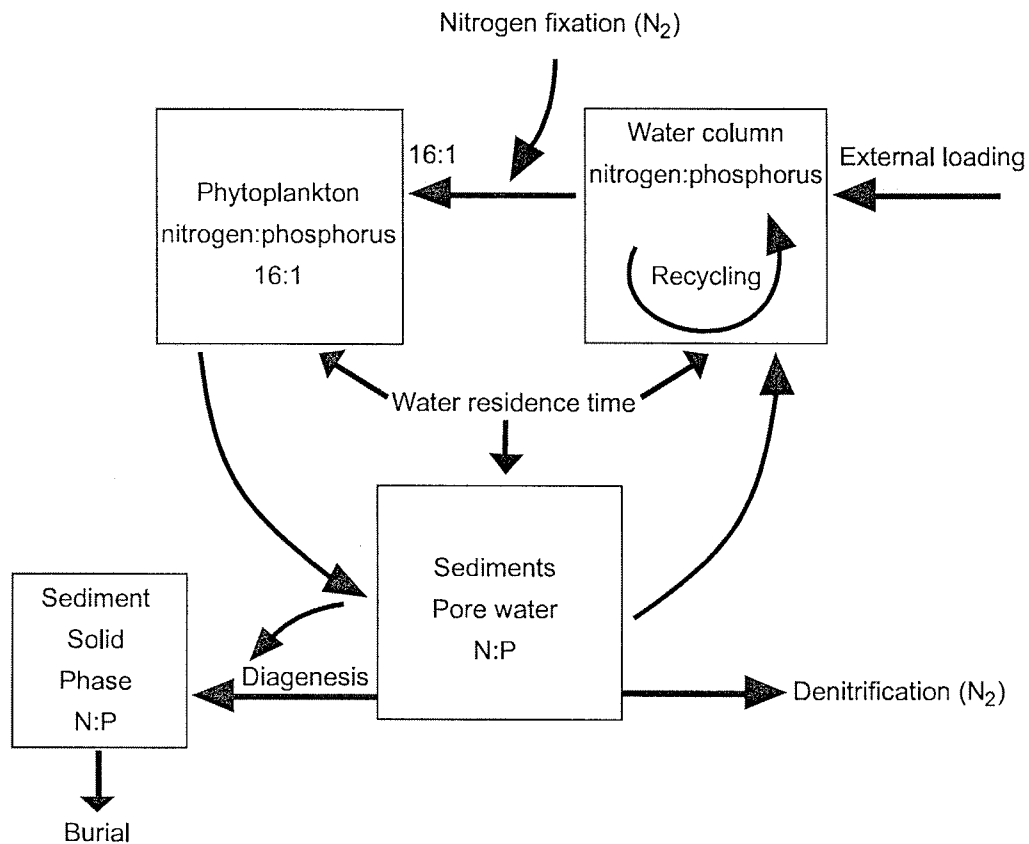 Nitrogen fixation (N₂)
16:1
Phytoplankton
nitrogen:phosphorus
16:1
Water column
nitrogen:phosphorus
Recycling
External loading
Water residence time
Sediments
Pore water
N:P
Sediment
Solid
Phase
N:P
Diagenesis
Denitrification (N₂)
Burial